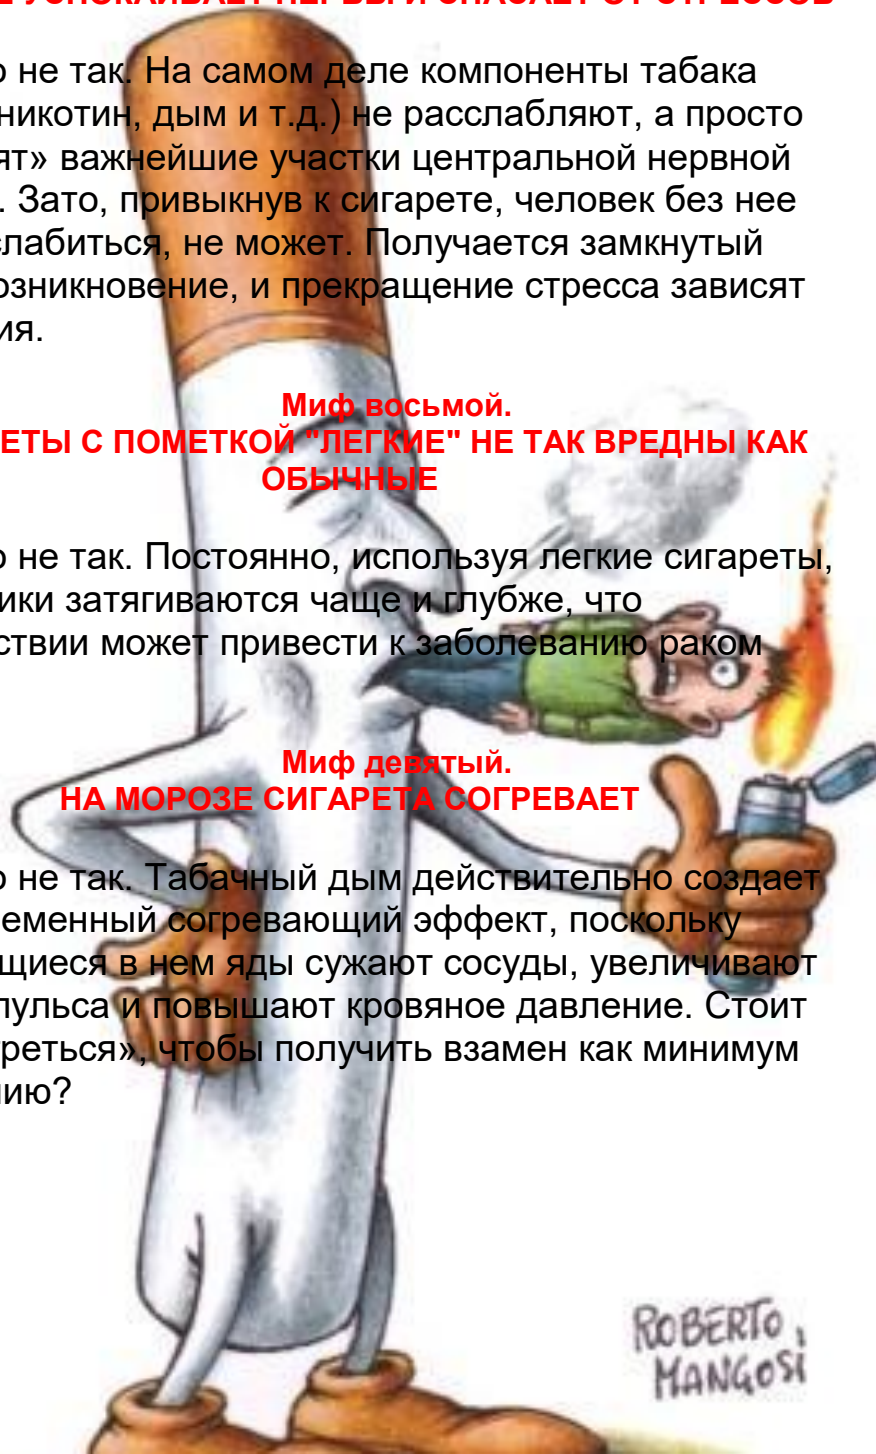 УСПОКАИВАЕТ НЕРВЫ И СПАСАЕТ ОТ СТРЕССОВ
не так. На самом деле компоненты табака
никотин, дым и т.д.) не расслабляют, а просто
ят» важнейшие участки центральной нервной
. Зато, привыкнув к сигарете, человек без нее
слабиться, не может. Получается замкнутый
озникновение, и прекращение стресса зависят
ия.
Миф восьмой.
ЕТЫ С ПОМЕТКОЙ "ЛЕГКИЕ" НЕ ТАК ВРЕДНЫ КАК
ОБЫЧНЫЕ
о не так. Постоянно, используя легкие сигареты,
ики затягиваются чаще и глубже, что
ствии может привести к заболеванию раком
Миф девятый.
НА МОРОЗЕ СИГАРЕТА СОГРЕВАЕТ
о не так. Табачный дым действительно создает
еменный согревающий эффект, поскольку
щиеся в нем яды сужают сосуды, увеличивают
пульса и повышают кровяное давление. Стоит
реться», чтобы получить взамен как минимум
ию?
ROBERTO
MANGOSI